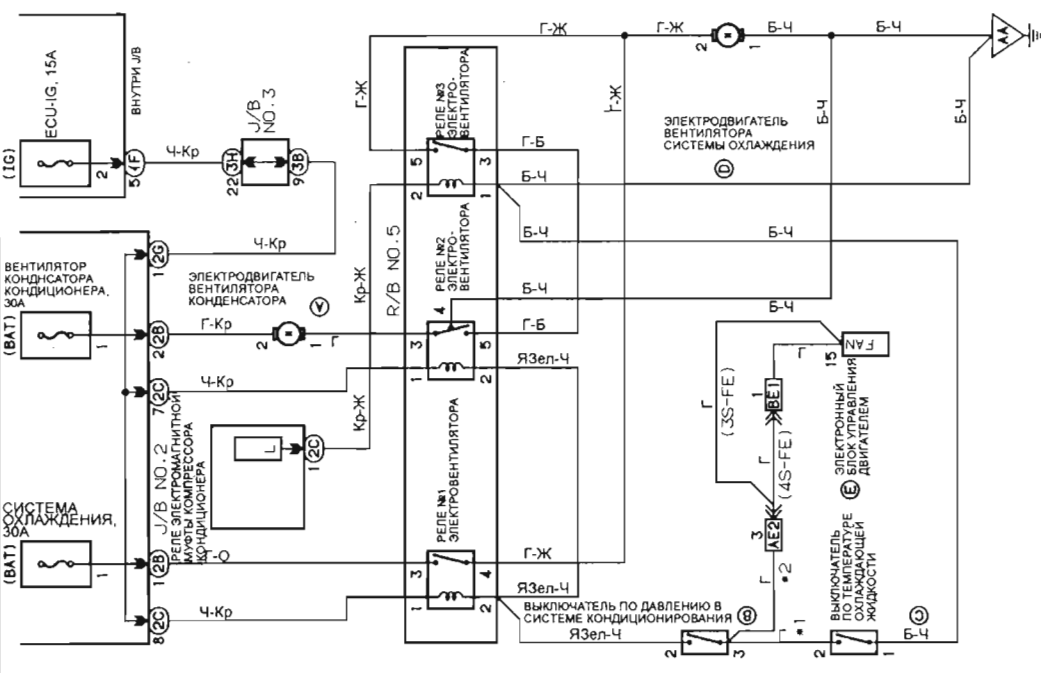 (IG)
ECU-IG, 15A
2
ВНУТРИ J/B
5
1F
Ч-Кр
22
3H
J/B
NO.3
9
3B
1
2G
Ч-Кр
ВЕНТИЛЯТОР
КОНДНСАТОРА
КОНДИЦИОНЕРА,
30А
(BAT)
1
2
2B
Г-Кр
ЭЛЕКТРОДВИГАТЕЛЬ
ВЕНТИЛЯТОРА
КОНДЕНСАТОРА
A
2
1
Г
7
2C
Ч-Кр
J/B NO.2
РЕЛЕ ЭЛЕКТРОМАГНИТНОЙ
МУФТЫ КОМПРЕССОРА
КОНДИЦИОНЕРА
L
1
2C
Кр-Ж
Кр-Ж
СИСТЕМА
ОХЛАЖДЕНИЯ,
30А
(BAT)
1
1
2B
Г-О
8
2C
Ч-Кр
R/B NO.5
Г-Ж
РЕЛЕ №3
ЭЛЕКТРО-
ВЕНТИЛЯТОРА
5
3
2
1
РЕЛЕ №2
ЭЛЕКТРО-
ВЕНТИЛЯТОРА
4
3
5
1
2
РЕЛЕ №1
ЭЛЕКТРОВЕНТИЛЯТОРА
3
4
1
2
Г-Ж
Г-Ж
2
1
Б-Ч
Б-Ч
AA
Г-Ж
Б-Ч
Б-Ч
ЭЛЕКТРОДВИГАТЕЛЬ
ВЕНТИЛЯТОРА
СИСТЕМЫ ОХЛАЖДЕНИЯ
D
Г-Б
Б-Ч
Б-Ч
Б-Ч
Б-Ч
Г-Б
ЯЗел-Ч
Б-Ч
Г
15
FAN
(3S-FE)
Г
1
BE1
Г
(4S-FE)
E
ЭЛЕКТРОННЫЙ
БЛОК УПРАВЛЕНИЯ
ДВИГАТЕЛЕМ
3
AE2
Г
*2
Г-Ж
ЯЗел-Ч
ВЫКЛЮЧАТЕЛЬ ПО ДАВЛЕНИЮ В
СИСТЕМЕ КОНДИЦИОНИРОВАНИЯ
B
ЯЗел-Ч
2
3
Г
*1
ВЫКЛЮЧАТЕЛЬ
ПО ТЕМПЕРАТУРЕ
ОХЛАЖДАЮЩЕЙ
ЖИДКОСТИ
C
2
1
Б-Ч